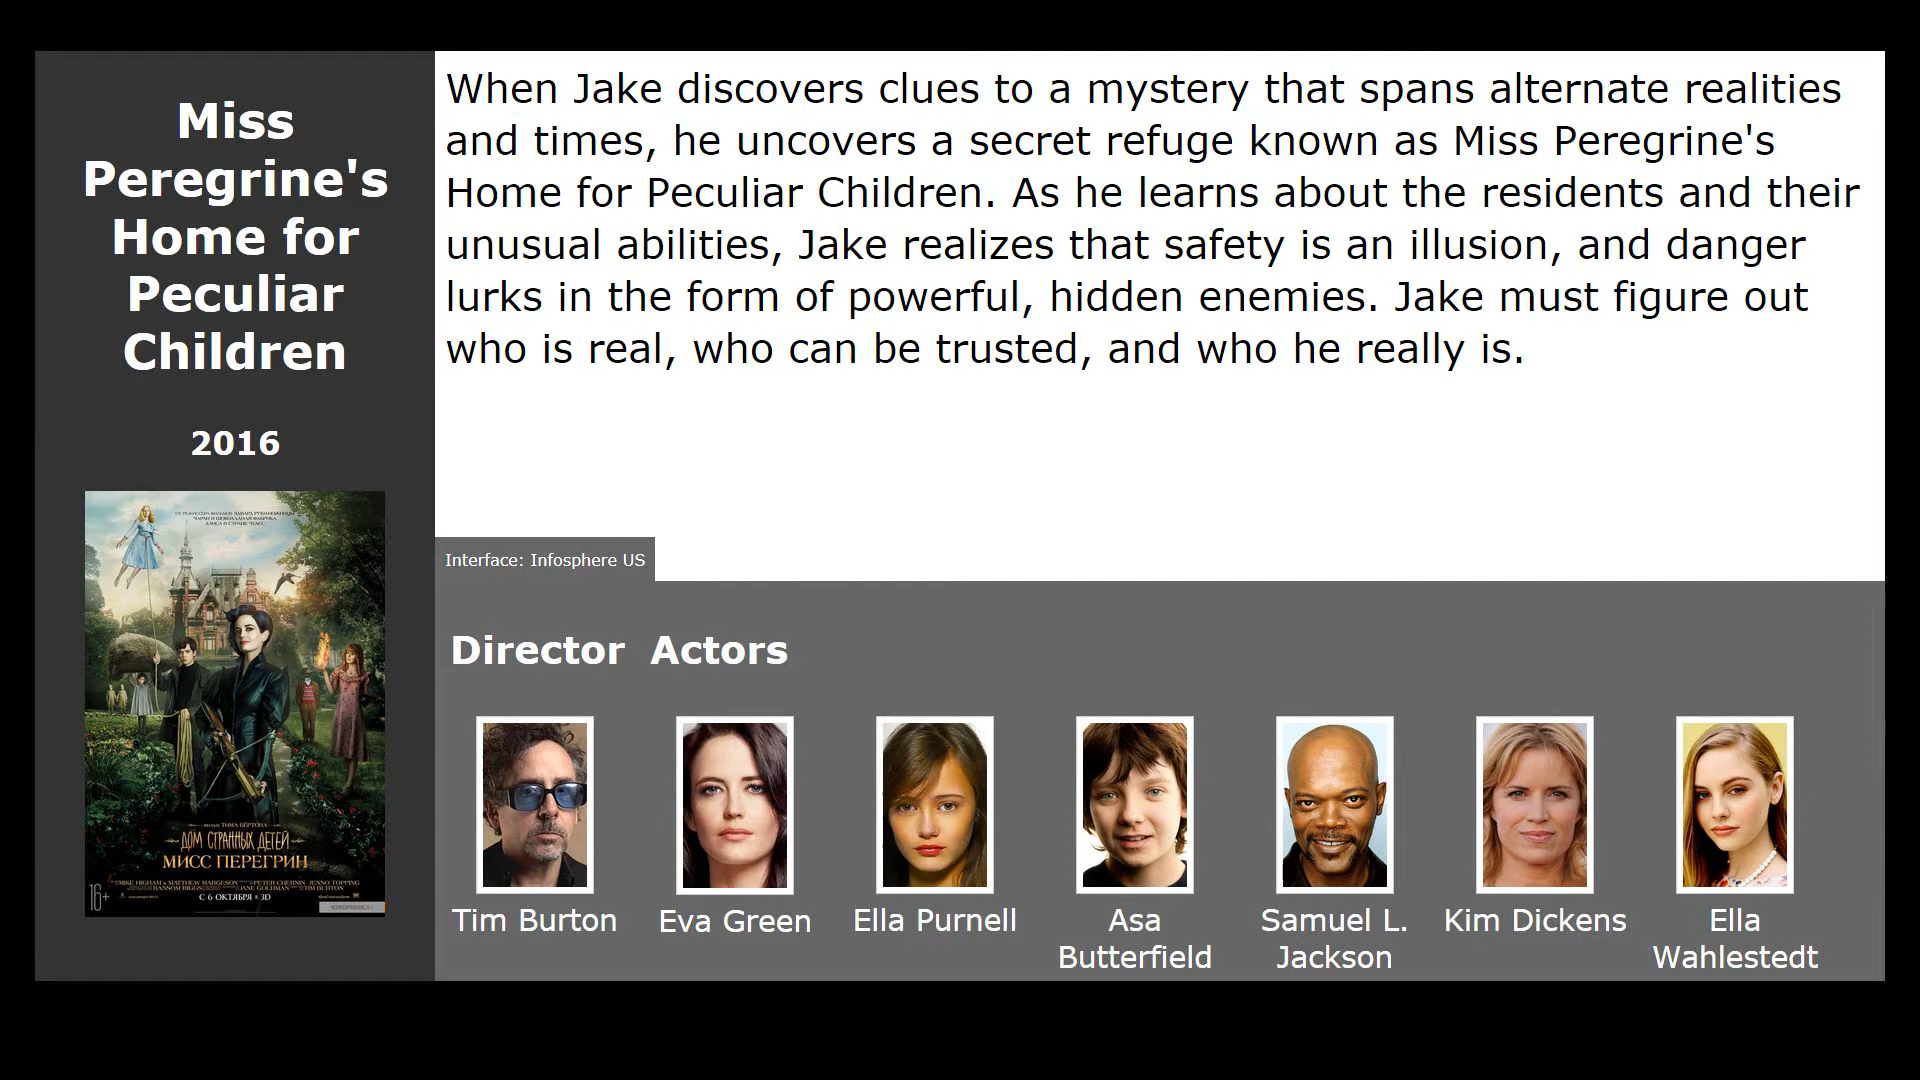 Miss
Peregrine's
Home for
Peculiar
Children
2016
ДОМ СТРАННЫХ ДЕТЕЙ
МИСС ПЕРЕГРИН
С 6 ОКТЯБРЯ В 3D
16+
When Jake discovers clues to a mystery that spans alternate realities
and times, he uncovers a secret refuge known as Miss Peregrine's
Home for Peculiar Children. As he learns about the residents and their
unusual abilities, Jake realizes that safety is an illusion, and danger
lurks in the form of powerful, hidden enemies. Jake must figure out
who is real, who can be trusted, and who he really is.
Interface: Infosphere US
Director Actors
Tim Burton
Eva Green
Ella Purnell
Asa
Butterfield
Samuel L.
Jackson
Kim Dickens
Ella
Wahlestedt